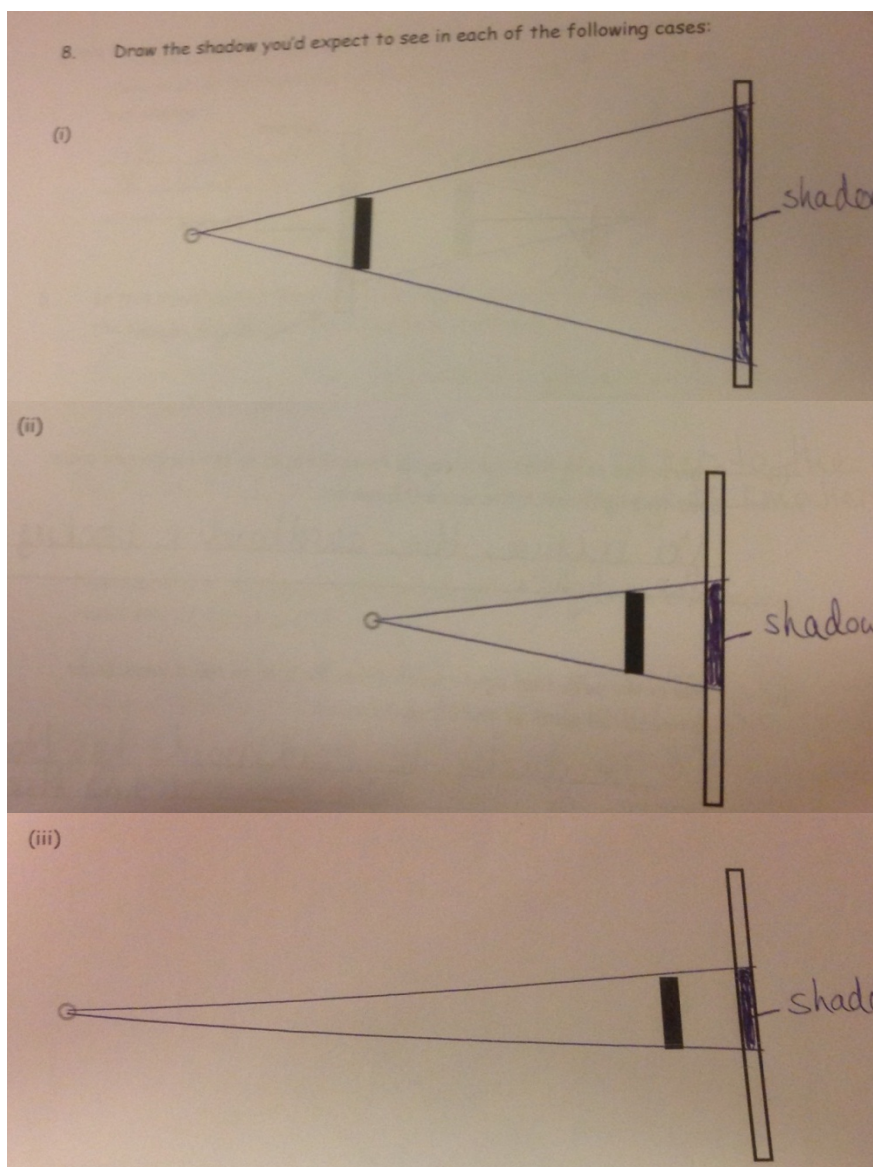 8. Draw the shadow you'd expect to see in each of the following cases:
(i)
shado
(ii)
shadow
(iii)
shad